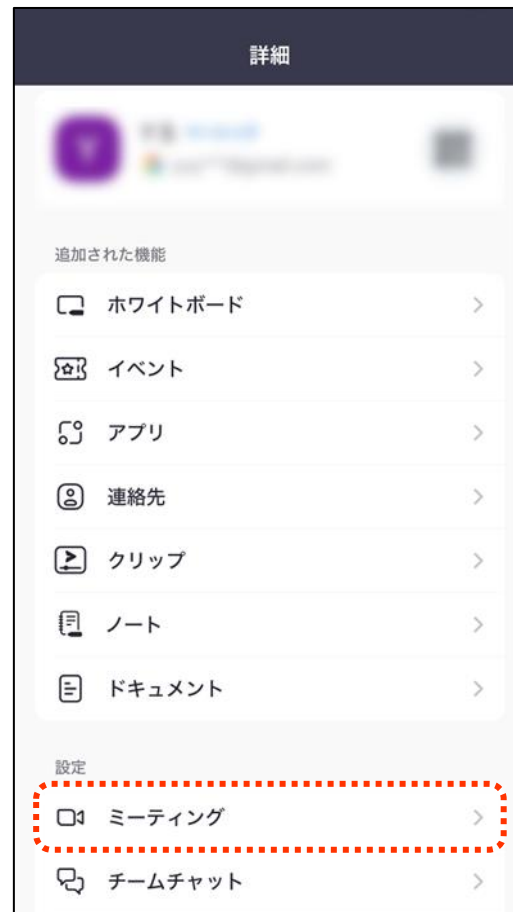 詳細
追加された機能
ホワイトボード
イベント
アプリ
連絡先
クリップ
ノート
ドキュメント
設定
ミーティング
チームチャット